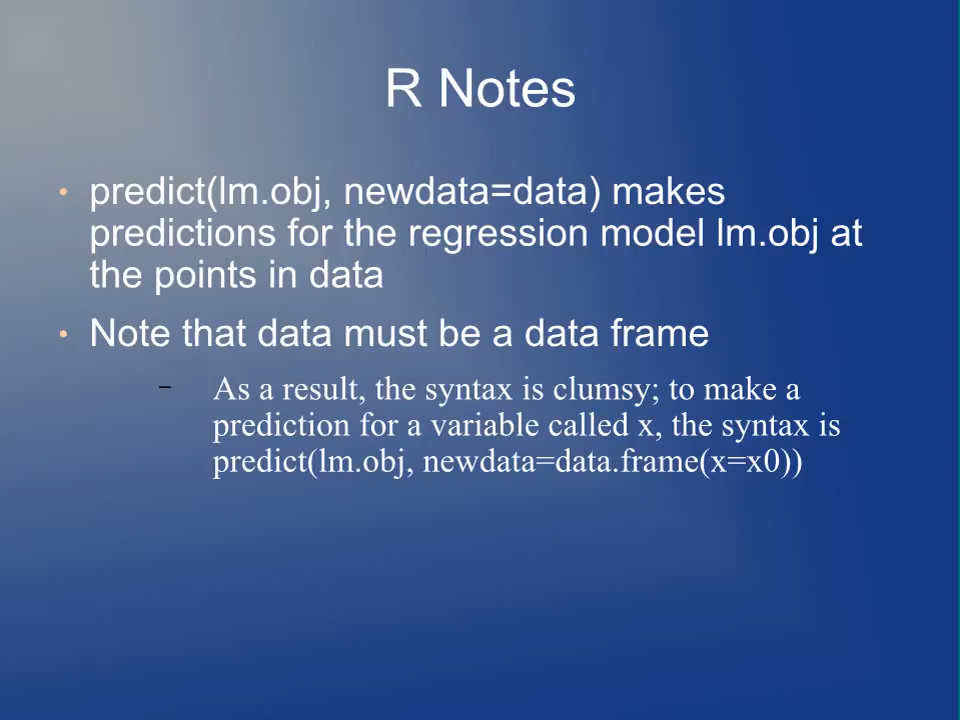 R Notes
• predict(lm.obj, newdata=data) makes
predictions for the regression model lm.obj at
the points in data
• Note that data must be a data frame
– As a result, the syntax is clumsy; to make a
prediction for a variable called x, the syntax is
predict(lm.obj, newdata=data.frame(x=x0))